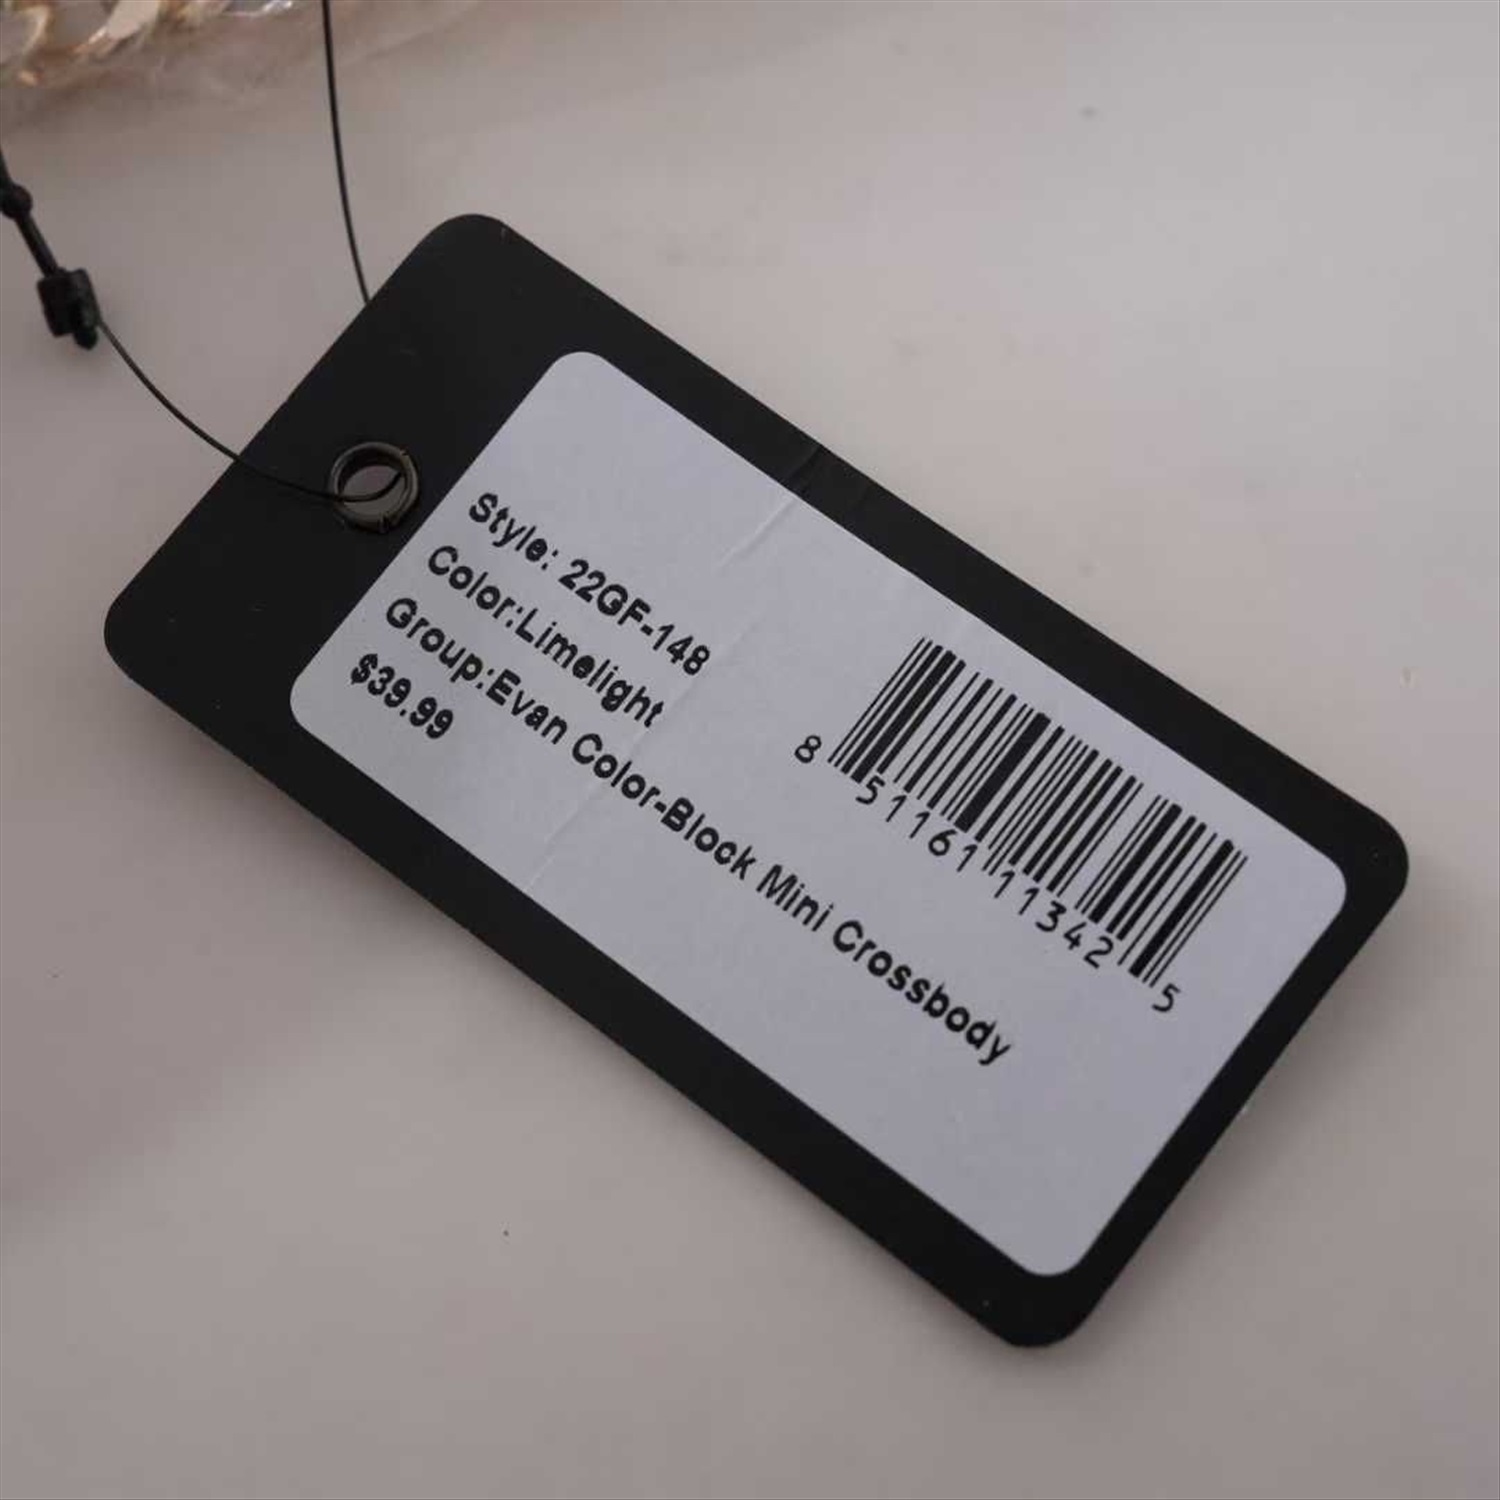 Style: 22GF-148
Color:Limelight
Group:Evan Color-Block Mini Crossbody
$39.99
8 51161 11342 5